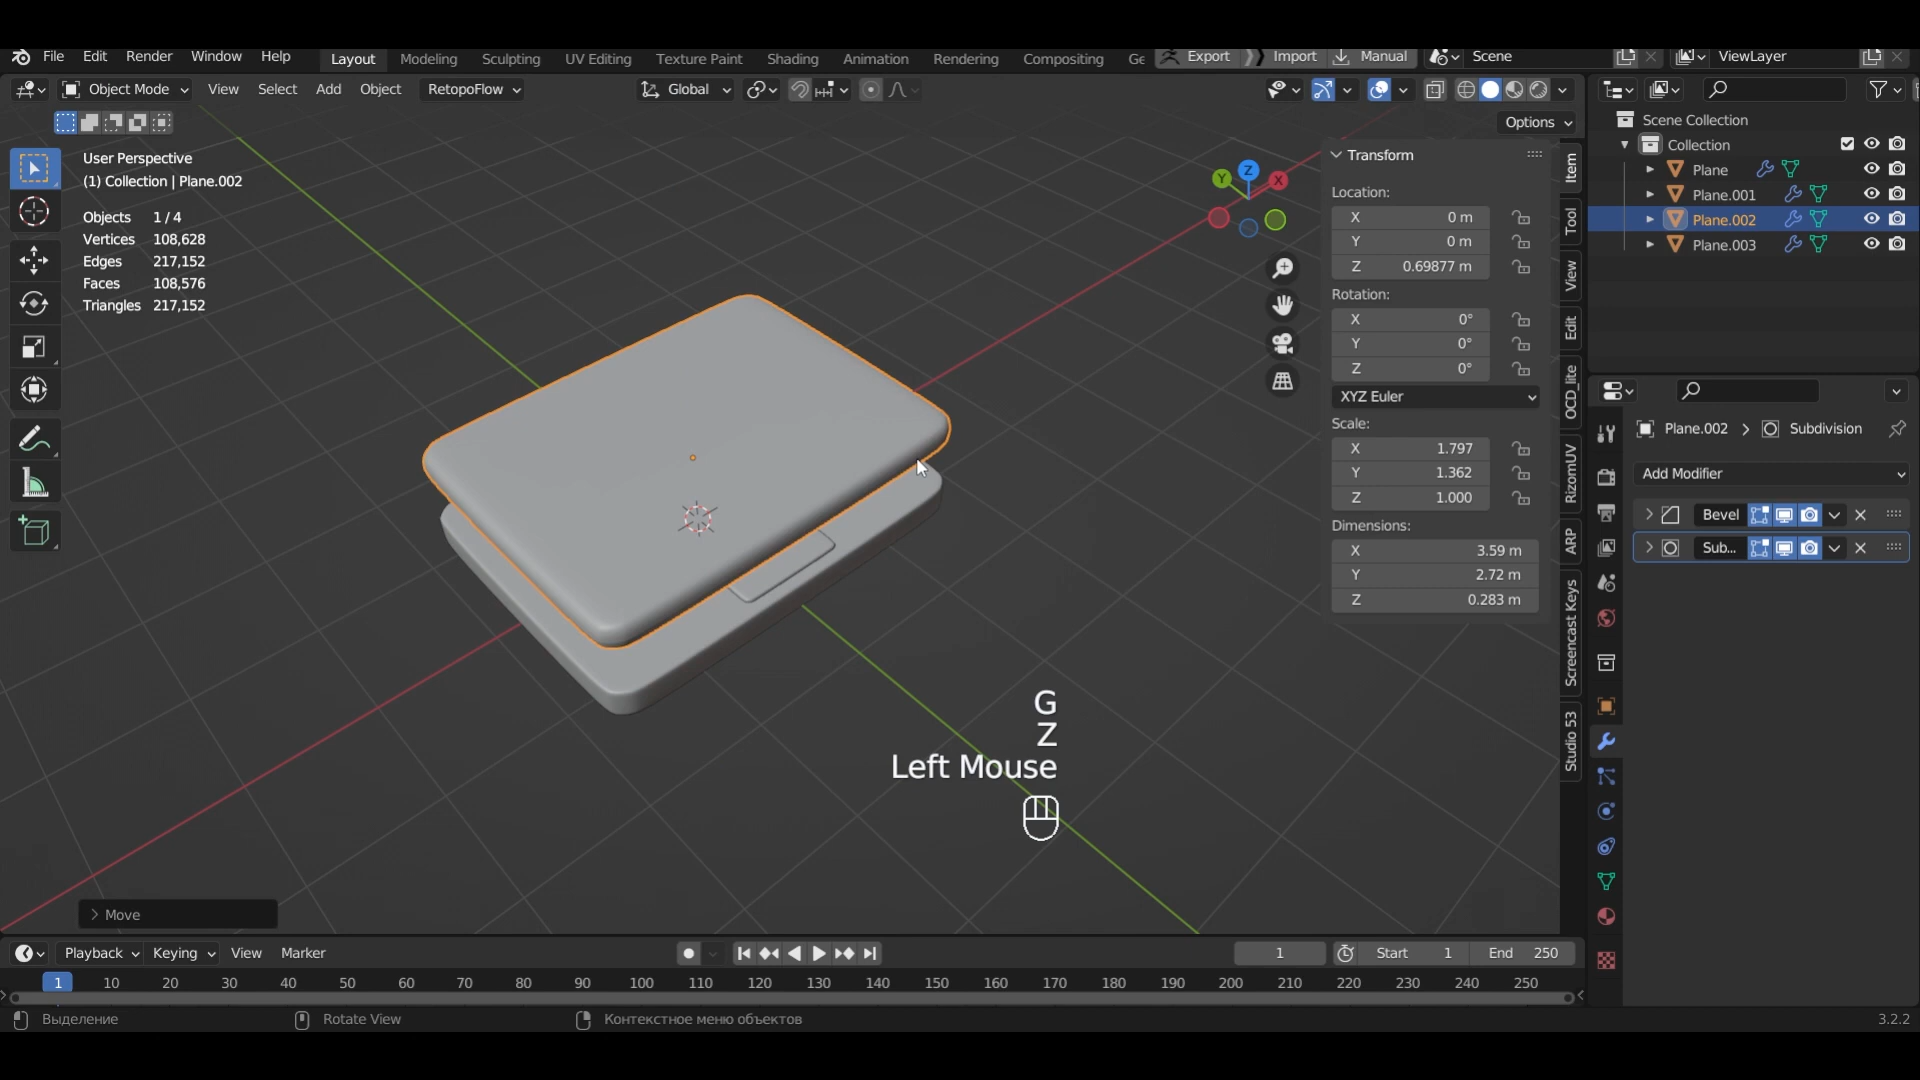 File Edit Render Window Help Layout Modeling Sculpting UV Editing Texture Paint Shading Animation Rendering Compositing Ge Export Import Manual Scene ViewLayer
Object Mode View Select Add Object RetopoFlow Global
Options
User Perspective
(1) Collection | Plane.002
Objects 1 / 4
Vertices 108,628
Edges 217,152
Faces 108,576
Triangles 217,152
Z
Y
X
Transform
Location:
X 0 m
Y 0 m
Z 0.69877 m
Rotation:
X 0°
Y 0°
Z 0°
XYZ Euler
Scale:
X 1.797
Y 1.362
Z 1.000
Dimensions:
X 3.59 m
Y 2.72 m
Z 0.283 m
Item
Tool
View
Edit
OCD_lite
RizomUV
ARP
Screencast Keys
Studio 53
Scene Collection
Collection
Plane
Plane.001
Plane.002
Plane.003
Plane.002 Subdivision
Add Modifier
Bevel
Sub...
G
Z
Left Mouse
Move
Playback Keying View Marker 1 Start 1 End 250
1 10 20 30 40 50 60 70 80 90 100 110 120 130 140 150 160 170 180 190 200 210 220 230 240 250
Выделение Rotate View Контекстное меню объектов 3.2.2